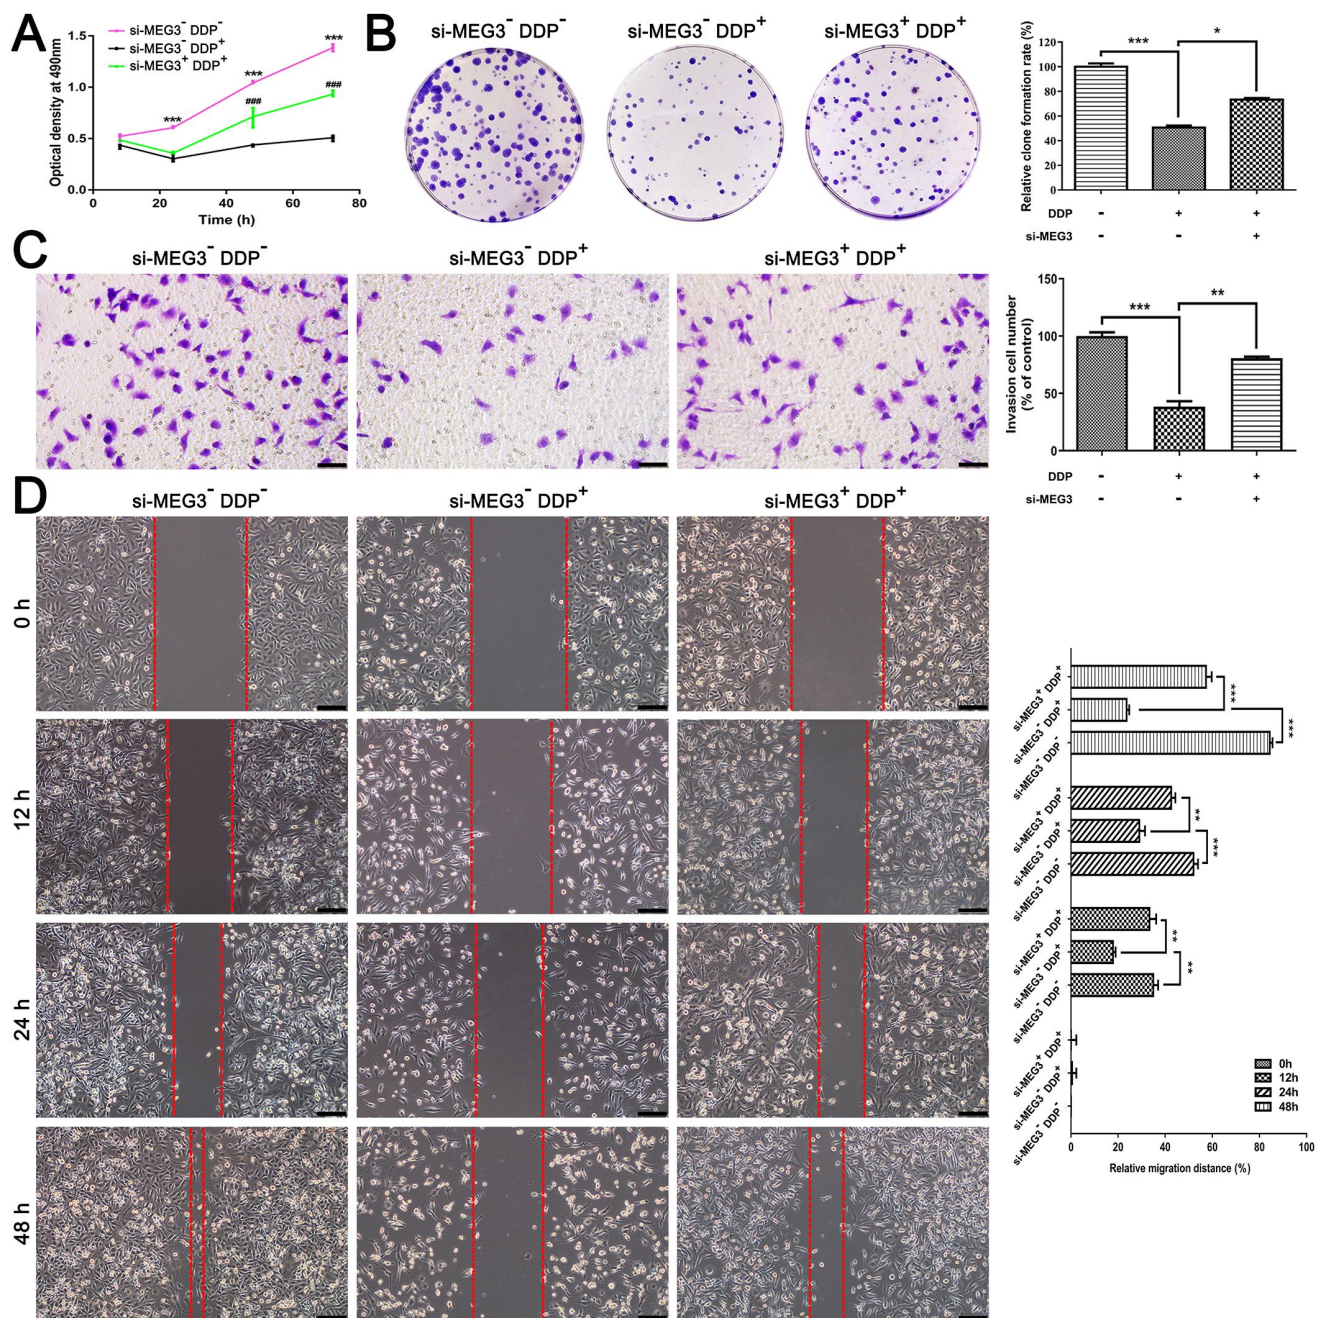 A
si-MEG3⁻ DDP⁻
si-MEG3⁻ DDP⁺
si-MEG3⁺ DDP⁺
Optical density at 490nm
1.5
1.0
0.5
0.0
***
***
***
###
###
0
20
40
60
80
Time (h)
B
si-MEG3⁻ DDP⁻
si-MEG3⁻ DDP⁺
si-MEG3⁺ DDP⁺
Relative clone formation rate (%)
120
100
80
60
40
20
0
***
*
DDP - + +
si-MEG3 - - +
C
si-MEG3⁻ DDP⁻
si-MEG3⁻ DDP⁺
si-MEG3⁺ DDP⁺
Invasion cell number
(% of control)
150
100
50
0
***
**
DDP - + +
si-MEG3 - - +
D
si-MEG3⁻ DDP⁻
si-MEG3⁻ DDP⁺
si-MEG3⁺ DDP⁺
0 h
12 h
24 h
48 h
si-MEG3⁺ DDP⁺
si-MEG3⁻ DDP⁺
si-MEG3⁻ DDP⁻
***
***
si-MEG3⁺ DDP⁺
si-MEG3⁻ DDP⁺
si-MEG3⁻ DDP⁻
**
***
si-MEG3⁺ DDP⁺
si-MEG3⁻ DDP⁺
si-MEG3⁻ DDP⁻
**
**
si-MEG3⁺ DDP⁺
si-MEG3⁻ DDP⁺
si-MEG3⁻ DDP⁻
0h
12h
24h
48h
0
20
40
60
80
100
Relative migration distance (%)